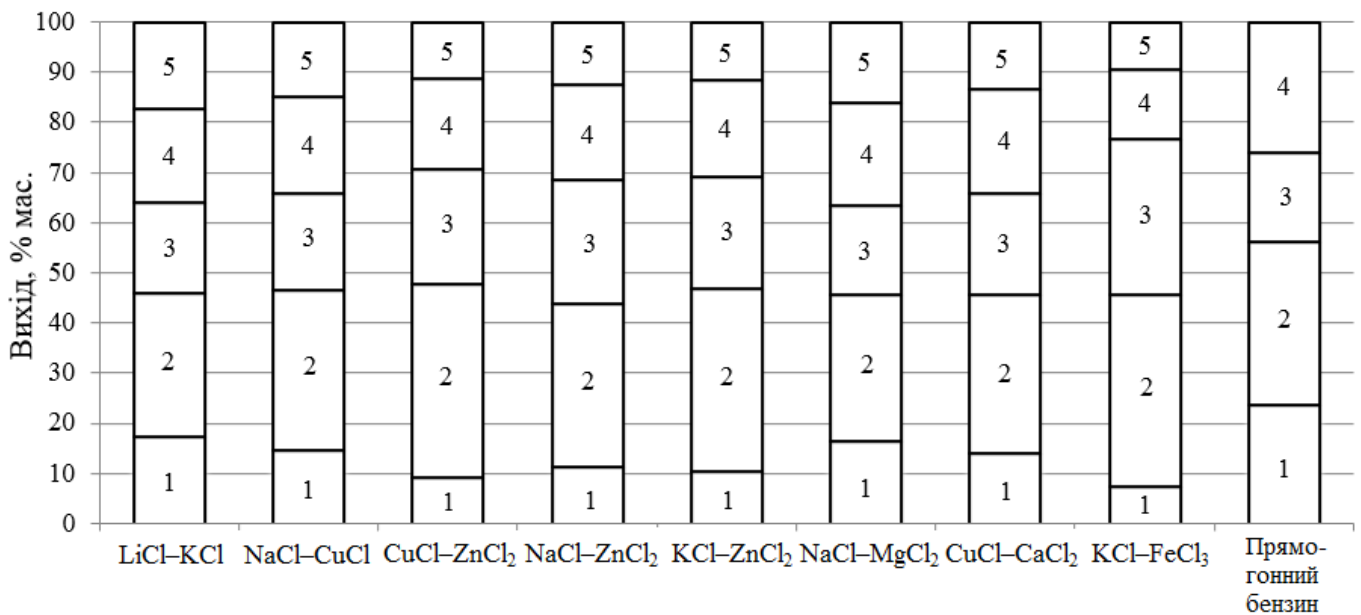 Вихід, % мас.
100
90
80
70
60
50
40
30
20
10
0
5 5 5 5 5 5 5 5
4 4 4 4 4 4 4 4 4
3 3 3 3 3 3 3 3 3
2 2 2 2 2 2 2 2 2
1 1 1 1 1 1 1 1 1
LiCl–KCl NaCl–CuCl CuCl–ZnCl₂ NaCl–ZnCl₂ KCl–ZnCl₂ NaCl–MgCl₂ CuCl–CaCl₂ KCl–FeCl₃
Прямо-
гонний
бензин